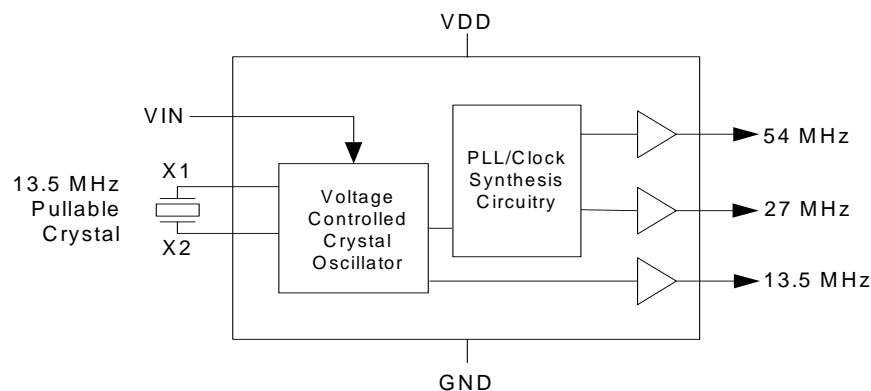 VDD
VIN
X1
13.5 MHz
Pullable
Crystal
X2
Voltage
Controlled
Crystal
Oscillator
PLL/Clock
Synthesis
Circuitry
54 MHz
27 MHz
13.5 MHz
GND